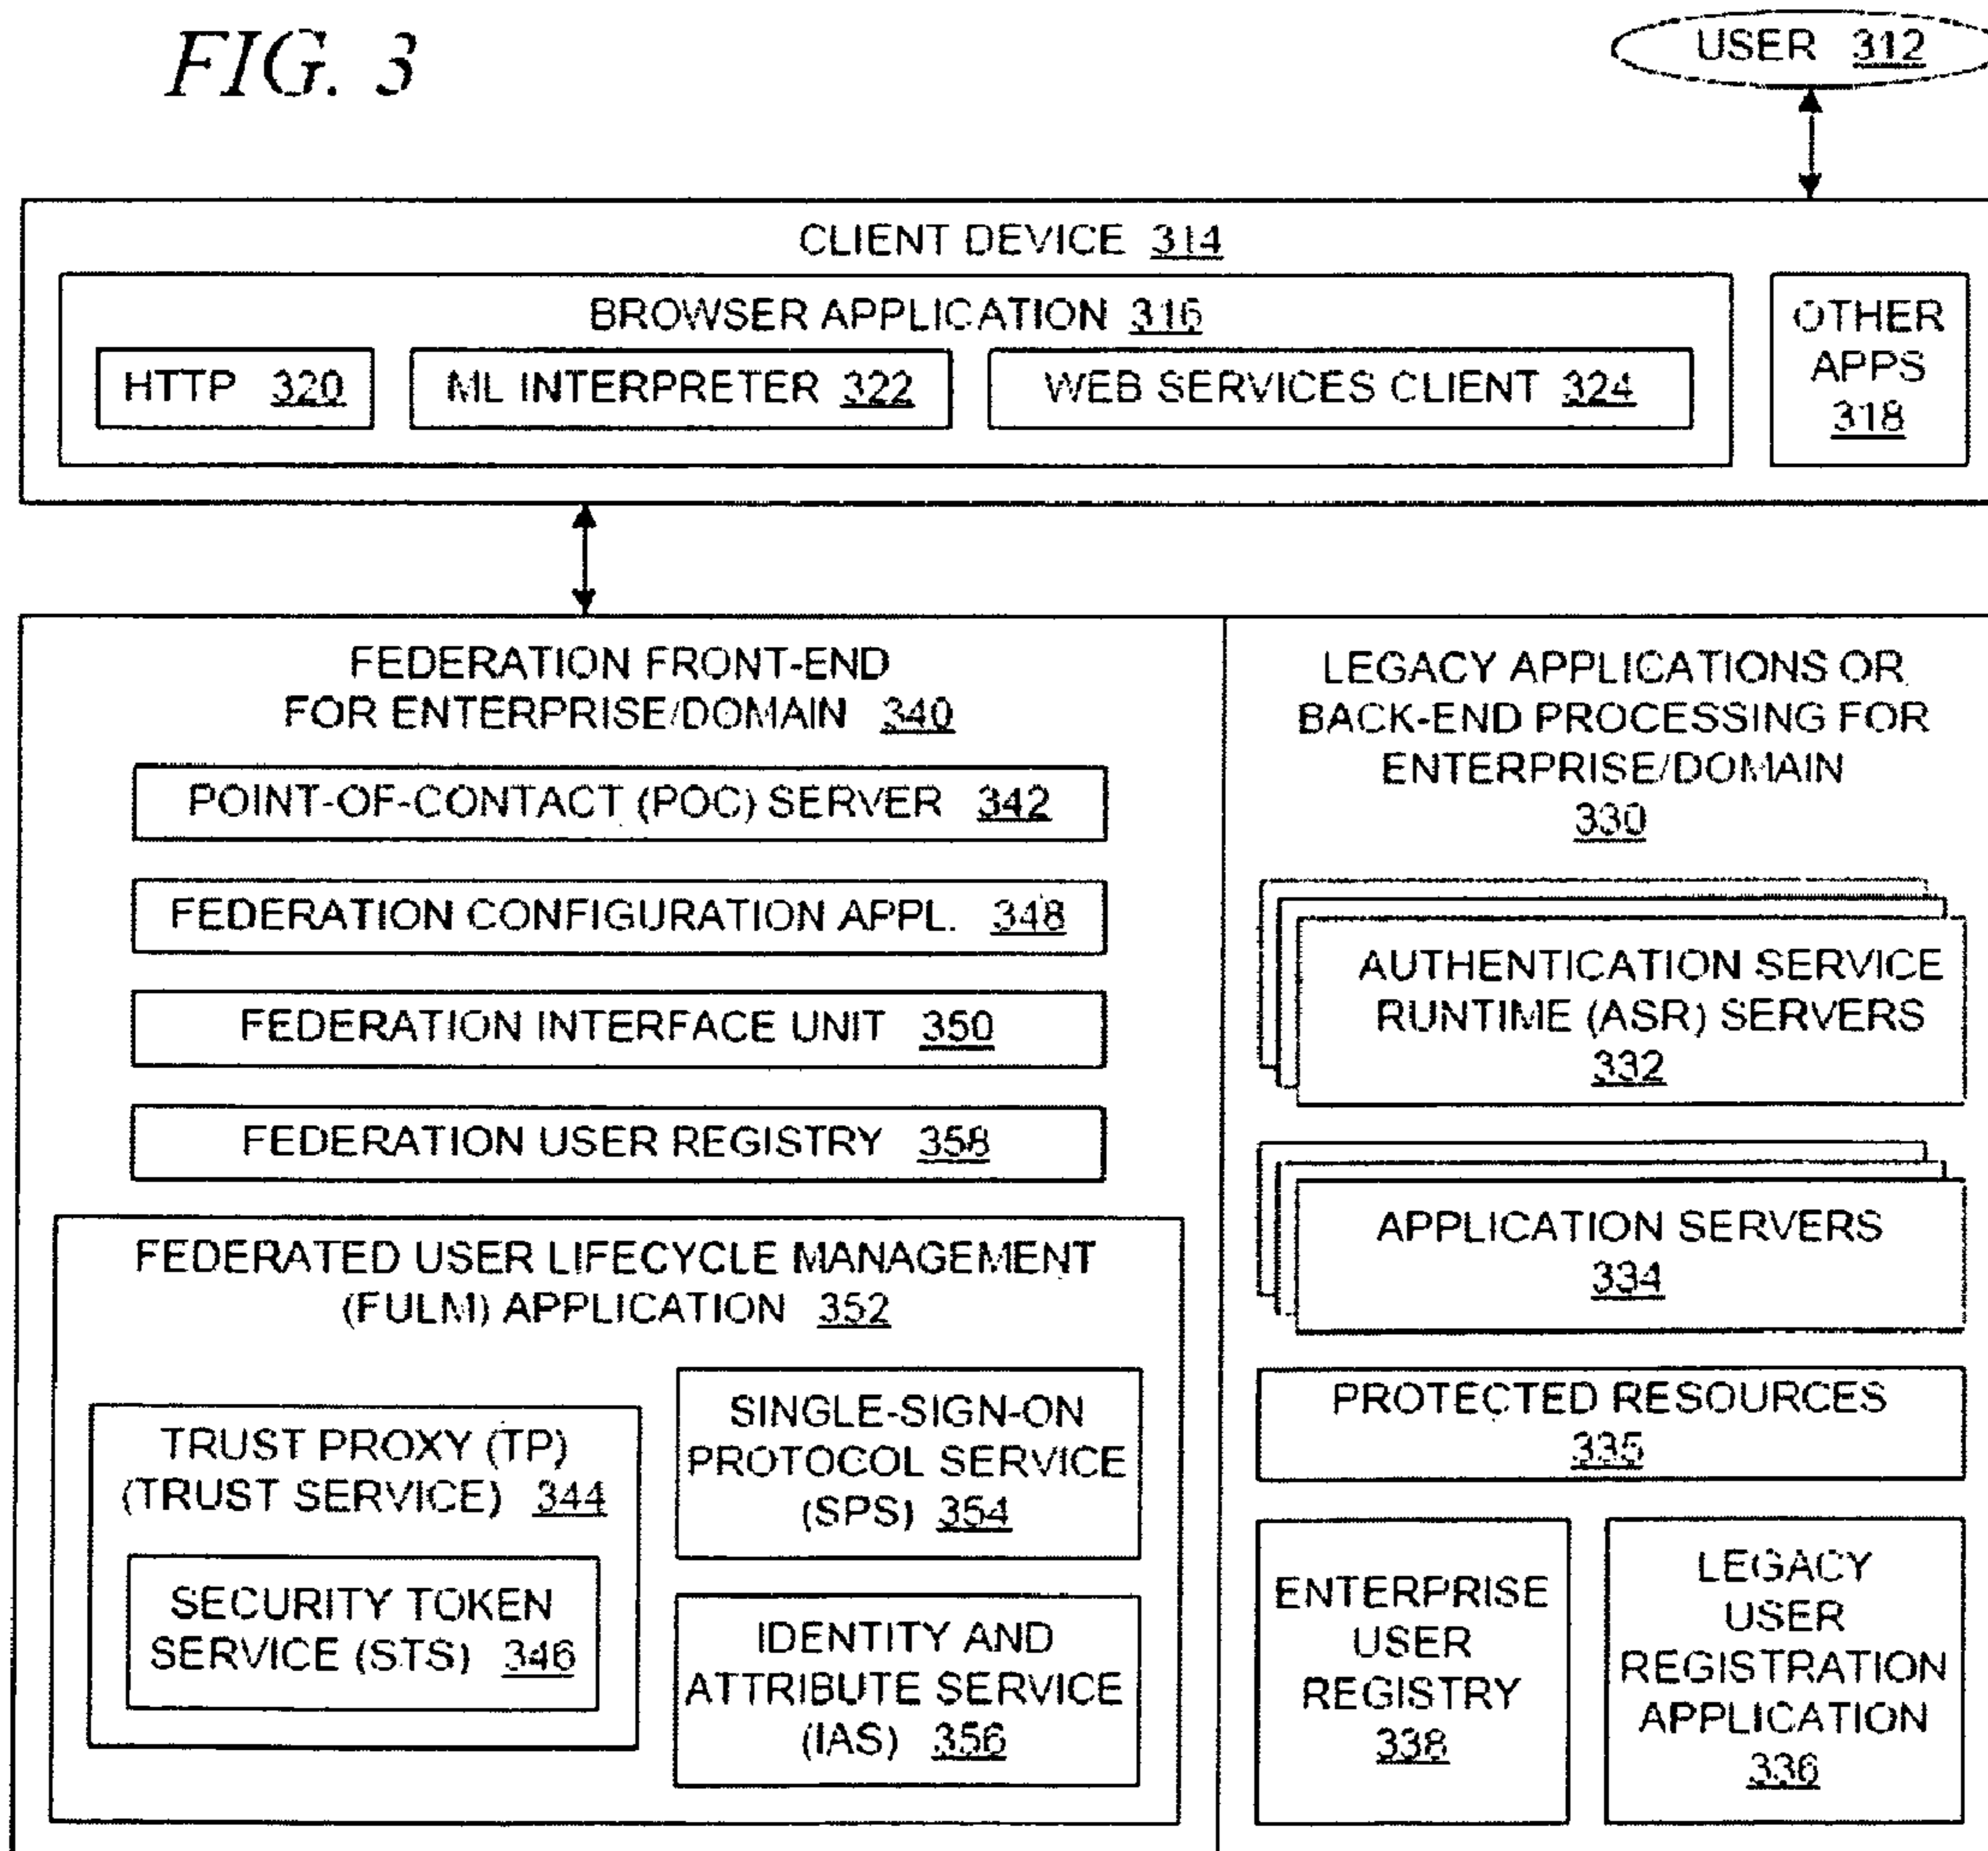 FIG. 3
USER 312
CLIENT DEVICE 314
BROWSER APPLICATION 316
HTTP 320
ML INTERPRETER 322
WEB SERVICES CLIENT 324
OTHER
APPS
318
FEDERATION FRONT-END
FOR ENTERPRISE/DOMAIN 340
POINT-OF-CONTACT (POC) SERVER 342
FEDERATION CONFIGURATION APPL. 348
FEDERATION INTERFACE UNIT 350
FEDERATION USER REGISTRY 358
FEDERATED USER LIFECYCLE MANAGEMENT
(FULM) APPLICATION 352
TRUST PROXY (TP)
(TRUST SERVICE) 344
SECURITY TOKEN
SERVICE (STS) 346
SINGLE-SIGN-ON
PROTOCOL SERVICE
(SPS) 354
IDENTITY AND
ATTRIBUTE SERVICE
(IAS) 356
LEGACY APPLICATIONS OR
BACK-END PROCESSING FOR
ENTERPRISE/DOMAIN
330
AUTHENTICATION SERVICE
RUNTIME (ASR) SERVERS
332
APPLICATION SERVERS
334
PROTECTED RESOURCES
335
ENTERPRISE
USER
REGISTRY
338
LEGACY
USER
REGISTRATION
APPLICATION
336